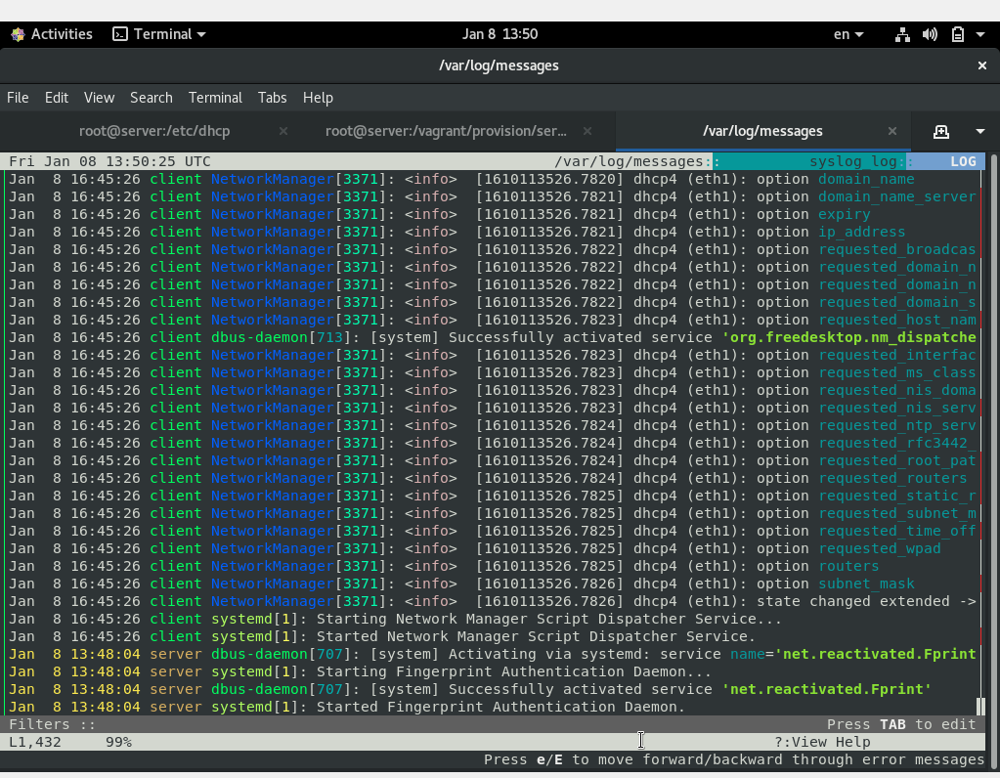 Activities Terminal Jan 8 13:50 en
/var/log/messages
File Edit View Search Terminal Tabs Help
root@server:/etc/dhcp × root@server:/vagrant/provision/ser... × /var/log/messages ×
Fri Jan 08 13:50:25 UTC /var/log/messages:: syslog_log:: LOG
Jan  8 16:45:26 client NetworkManager[3371]: <info>  [1610113526.7820] dhcp4 (eth1): option domain_name
Jan  8 16:45:26 client NetworkManager[3371]: <info>  [1610113526.7821] dhcp4 (eth1): option domain_name_server
Jan  8 16:45:26 client NetworkManager[3371]: <info>  [1610113526.7821] dhcp4 (eth1): option expiry
Jan  8 16:45:26 client NetworkManager[3371]: <info>  [1610113526.7821] dhcp4 (eth1): option ip_address
Jan  8 16:45:26 client NetworkManager[3371]: <info>  [1610113526.7822] dhcp4 (eth1): option requested_broadcas
Jan  8 16:45:26 client NetworkManager[3371]: <info>  [1610113526.7822] dhcp4 (eth1): option requested_domain_n
Jan  8 16:45:26 client NetworkManager[3371]: <info>  [1610113526.7822] dhcp4 (eth1): option requested_domain_n
Jan  8 16:45:26 client NetworkManager[3371]: <info>  [1610113526.7822] dhcp4 (eth1): option requested_domain_s
Jan  8 16:45:26 client NetworkManager[3371]: <info>  [1610113526.7823] dhcp4 (eth1): option requested_host_nam
Jan  8 16:45:26 client dbus-daemon[713]: [system] Successfully activated service 'org.freedesktop.nm_dispatche
Jan  8 16:45:26 client NetworkManager[3371]: <info>  [1610113526.7823] dhcp4 (eth1): option requested_interfac
Jan  8 16:45:26 client NetworkManager[3371]: <info>  [1610113526.7823] dhcp4 (eth1): option requested_ms_class
Jan  8 16:45:26 client NetworkManager[3371]: <info>  [1610113526.7823] dhcp4 (eth1): option requested_nis_doma
Jan  8 16:45:26 client NetworkManager[3371]: <info>  [1610113526.7823] dhcp4 (eth1): option requested_nis_serv
Jan  8 16:45:26 client NetworkManager[3371]: <info>  [1610113526.7824] dhcp4 (eth1): option requested_ntp_serv
Jan  8 16:45:26 client NetworkManager[3371]: <info>  [1610113526.7824] dhcp4 (eth1): option requested_rfc3442_
Jan  8 16:45:26 client NetworkManager[3371]: <info>  [1610113526.7824] dhcp4 (eth1): option requested_root_pat
Jan  8 16:45:26 client NetworkManager[3371]: <info>  [1610113526.7824] dhcp4 (eth1): option requested_routers
Jan  8 16:45:26 client NetworkManager[3371]: <info>  [1610113526.7825] dhcp4 (eth1): option requested_static_r
Jan  8 16:45:26 client NetworkManager[3371]: <info>  [1610113526.7825] dhcp4 (eth1): option requested_subnet_m
Jan  8 16:45:26 client NetworkManager[3371]: <info>  [1610113526.7825] dhcp4 (eth1): option requested_time_off
Jan  8 16:45:26 client NetworkManager[3371]: <info>  [1610113526.7825] dhcp4 (eth1): option requested_wpad
Jan  8 16:45:26 client NetworkManager[3371]: <info>  [1610113526.7825] dhcp4 (eth1): option routers
Jan  8 16:45:26 client NetworkManager[3371]: <info>  [1610113526.7826] dhcp4 (eth1): option subnet_mask
Jan  8 16:45:26 client NetworkManager[3371]: <info>  [1610113526.7826] dhcp4 (eth1): state changed extended ->
Jan  8 16:45:26 client systemd[1]: Starting Network Manager Script Dispatcher Service...
Jan  8 16:45:26 client systemd[1]: Started Network Manager Script Dispatcher Service.
Jan  8 13:48:04 server dbus-daemon[707]: [system] Activating via systemd: service name='net.reactivated.Fprint
Jan  8 13:48:04 server systemd[1]: Starting Fingerprint Authentication Daemon...
Jan  8 13:48:04 server dbus-daemon[707]: [system] Successfully activated service 'net.reactivated.Fprint'
Jan  8 13:48:04 server systemd[1]: Started Fingerprint Authentication Daemon.
Filters :: Press TAB to edit
L1,432 99% ?:View Help
Press e/E to move forward/backward through error messages